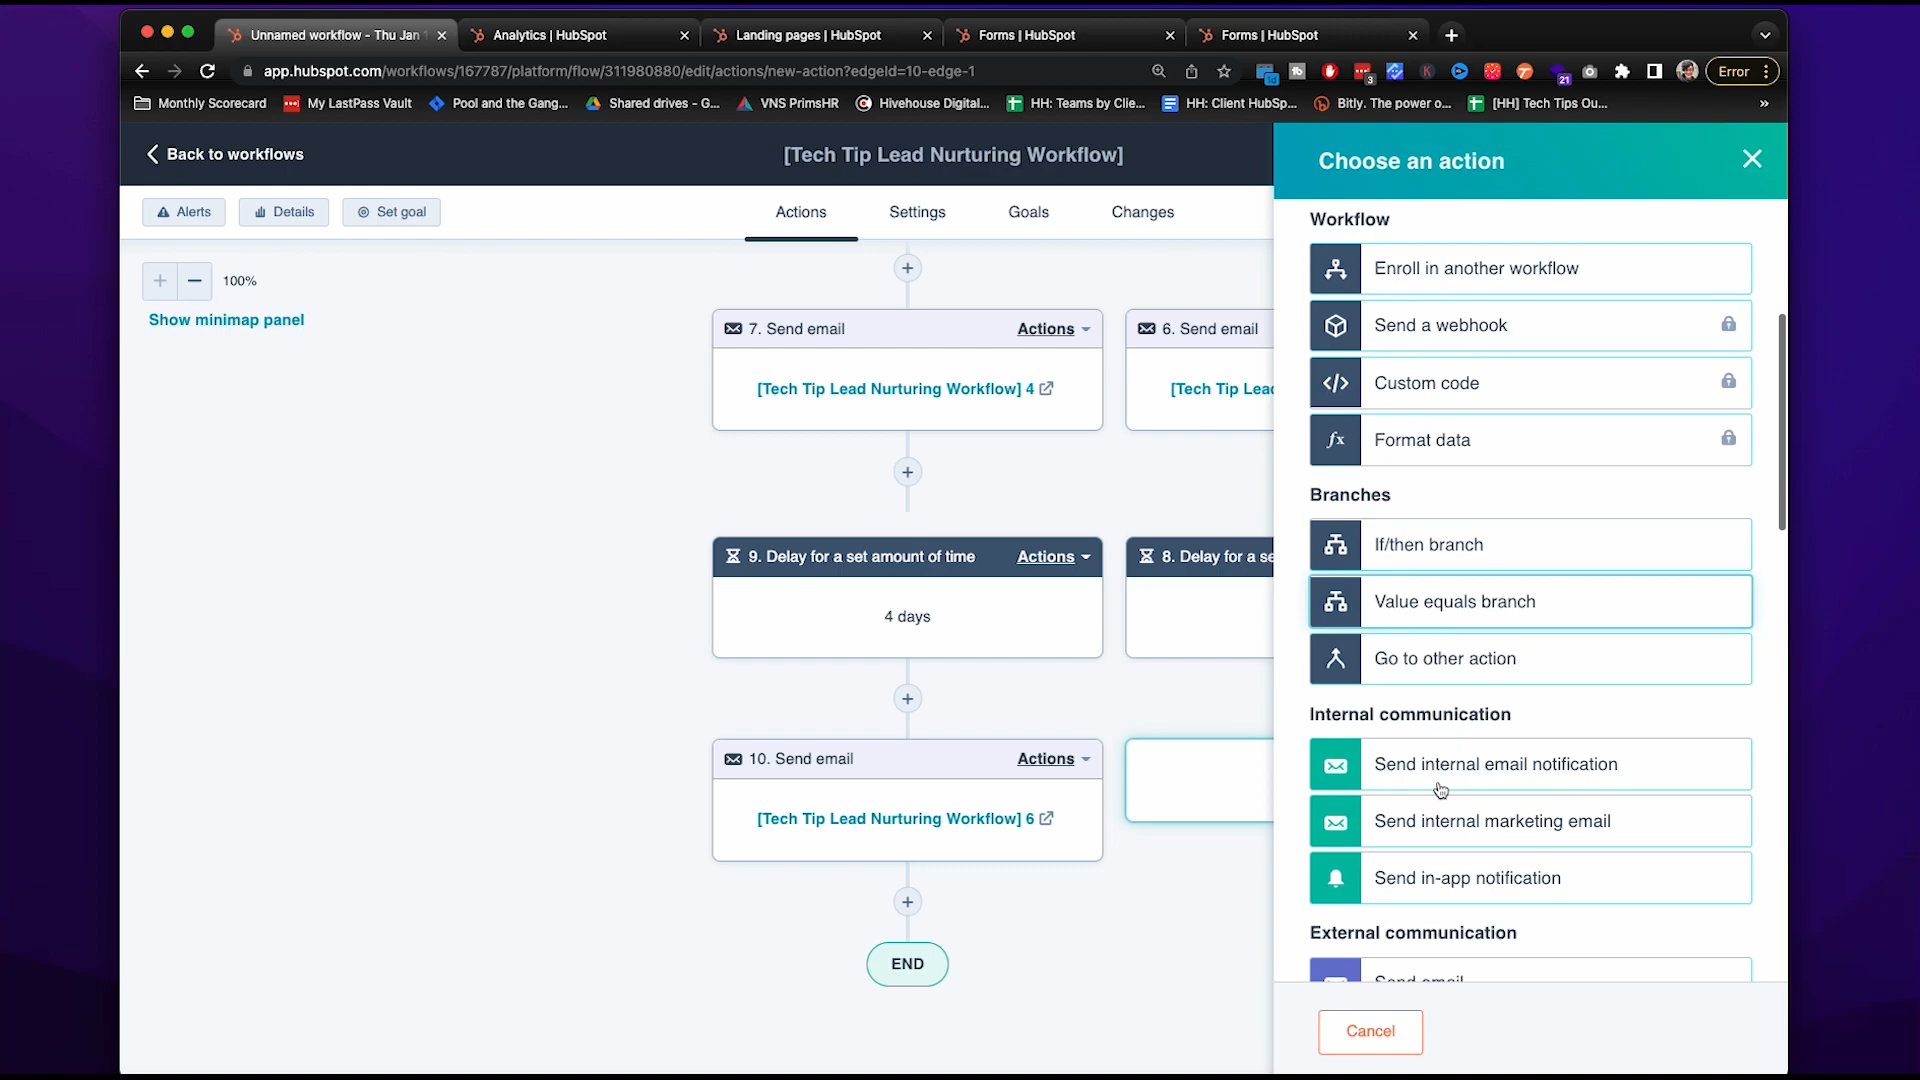 Unnamed workflow - Thu Jan
Analytics | HubSpot
Landing pages | HubSpot
Forms | HubSpot
Forms | HubSpot
app.hubspot.com/workflows/167787/platform/flow/311980880/edit/actions/new-action?edgeId=10-edge-1
1d
3
21
Error
Monthly Scorecard
My LastPass Vault
Pool and the Gang...
Shared drives - G...
VNS PrimsHR
Hivehouse Digital...
HH: Teams by Clie...
HH: Client HubSp...
Bitly. The power o...
[HH] Tech Tips Ou...
»
Back to workflows
[Tech Tip Lead Nurturing Workflow]
Alerts
Details
Set goal
Actions
Settings
Goals
Changes
100%
Show minimap panel
7. Send email
Actions
[Tech Tip Lead Nurturing Workflow] 4
6. Send email
[Tech Tip Lead
9. Delay for a set amount of time
Actions
4 days
8. Delay for a se
10. Send email
Actions
[Tech Tip Lead Nurturing Workflow] 6
END
Choose an action
Workflow
Enroll in another workflow
Send a webhook
Custom code
fx
Format data
Branches
If/then branch
Value equals branch
Go to other action
Internal communication
Send internal email notification
Send internal marketing email
Send in-app notification
External communication
Send email
Cancel